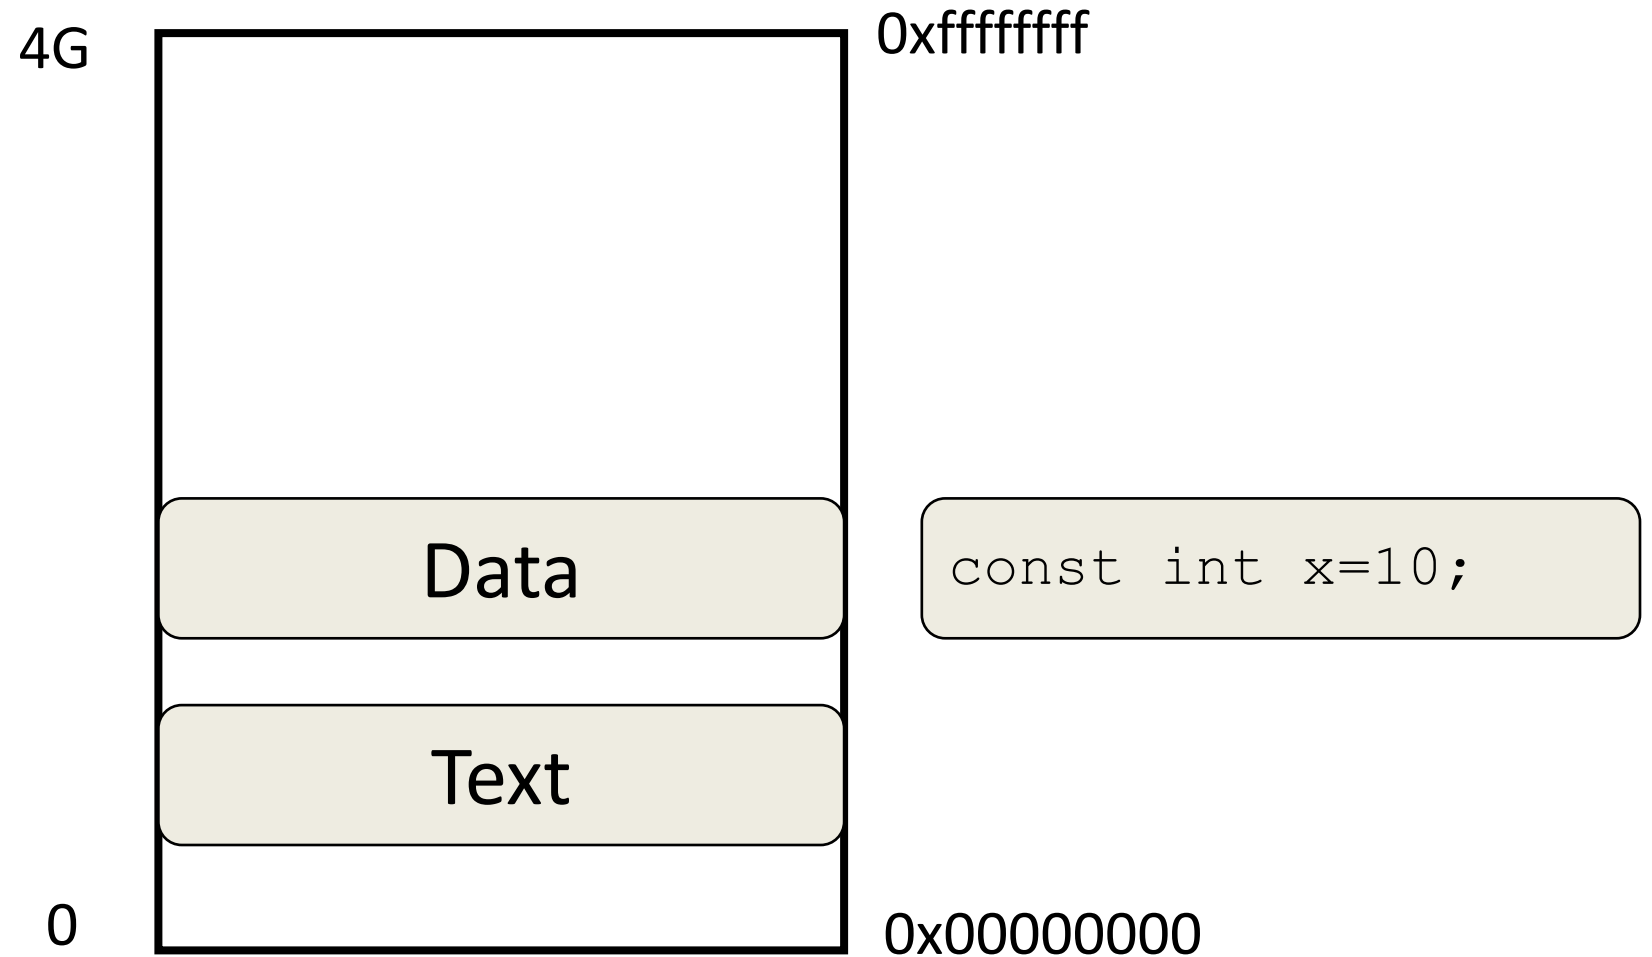 4G
0xffffffff
Data
const int x=10;
Text
0
0x00000000